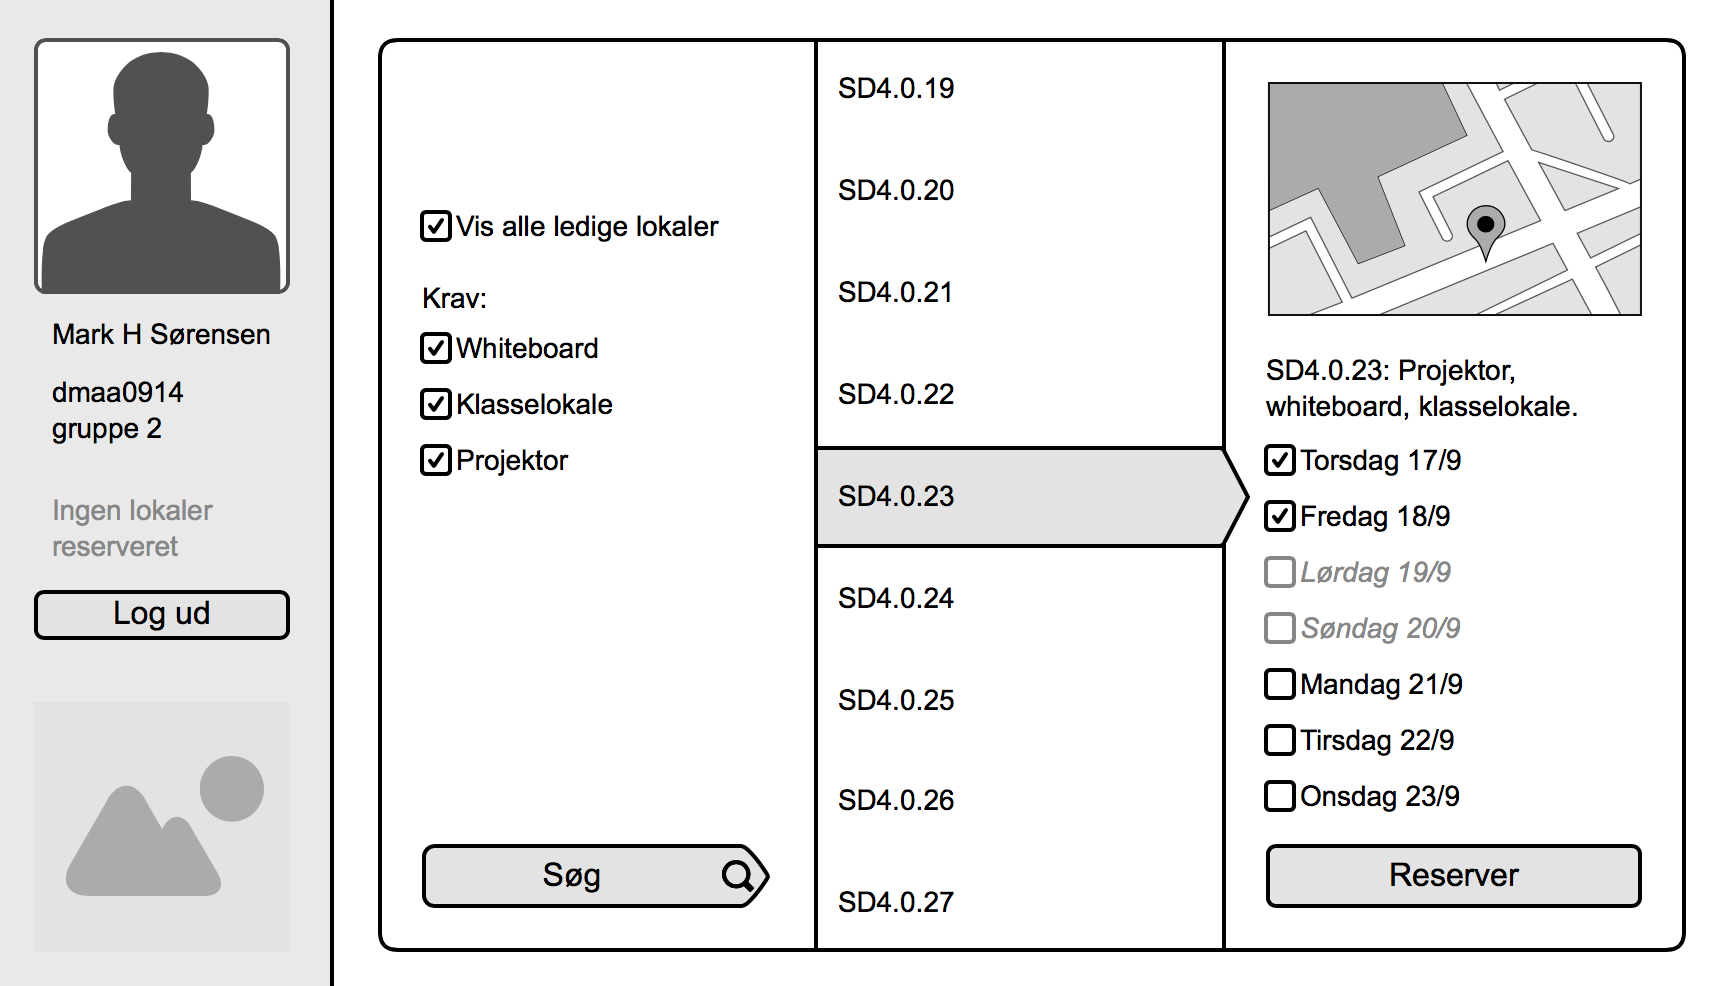 Mark H Sørensen
dmaa0914
gruppe 2
Ingen lokaler
reserveret
Log ud
Vis alle ledige lokaler
Krav:
Whiteboard
Klasselokale
Projektor
Søg
SD4.0.19
SD4.0.20
SD4.0.21
SD4.0.22
SD4.0.23
SD4.0.24
SD4.0.25
SD4.0.26
SD4.0.27
SD4.0.23: Projektor,
whiteboard, klasselokale.
Torsdag 17/9
Fredag 18/9
Lørdag 19/9
Søndag 20/9
Mandag 21/9
Tirsdag 22/9
Onsdag 23/9
Reserver